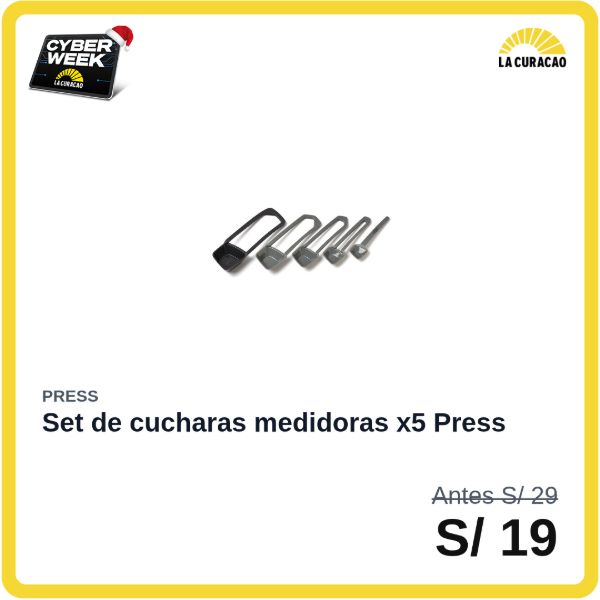 CYBER
WEEK
LA CURACAO
LA CURACAO
PRESS
Set de cucharas medidoras x5 Press
Antes S/ 29
S/ 19